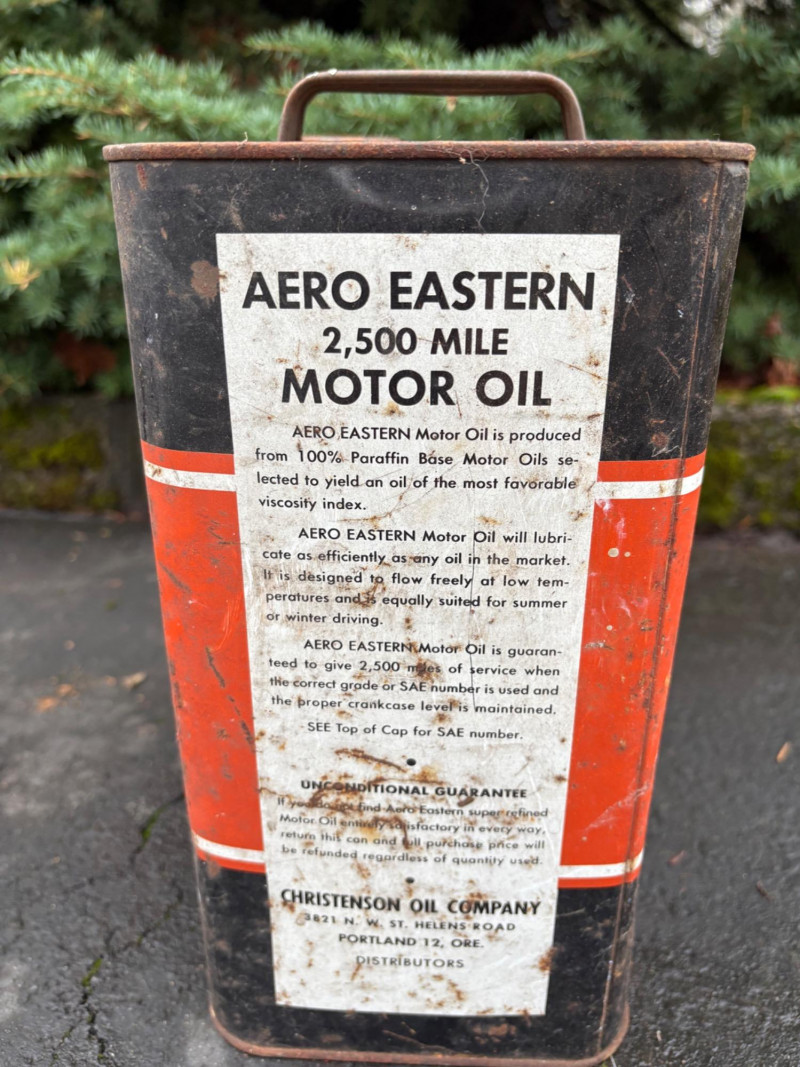 AERO EASTERN
2,500 MILE
MOTOR OIL
AERO EASTERN Motor Oil is produced
from 100% Paraffin Base Motor Oils se-
lected to yield an oil of the most favorable
viscosity index.
AERO EASTERN Motor Oil will lubri-
cate as efficiently as any oil in the market.
It is designed to flow freely at low tem-
peratures and is equally suited for summer
or winter driving.
AERO EASTERN Motor Oil is guaran-
teed to give 2,500 miles of service when
the correct grade or SAE number is used and
the proper crankcase level is maintained.
SEE Top of Cap for SAE number.
UNCONDITIONAL GUARANTEE
If you do not find Aero Eastern super refined
Motor Oil entirely satisfactory in every way,
return this can and full purchase price will
be refunded regardless of quantity used.
CHRISTENSON OIL COMPANY
3821 N. W. ST. HELENS ROAD
PORTLAND 12, ORE.
DISTRIBUTORS